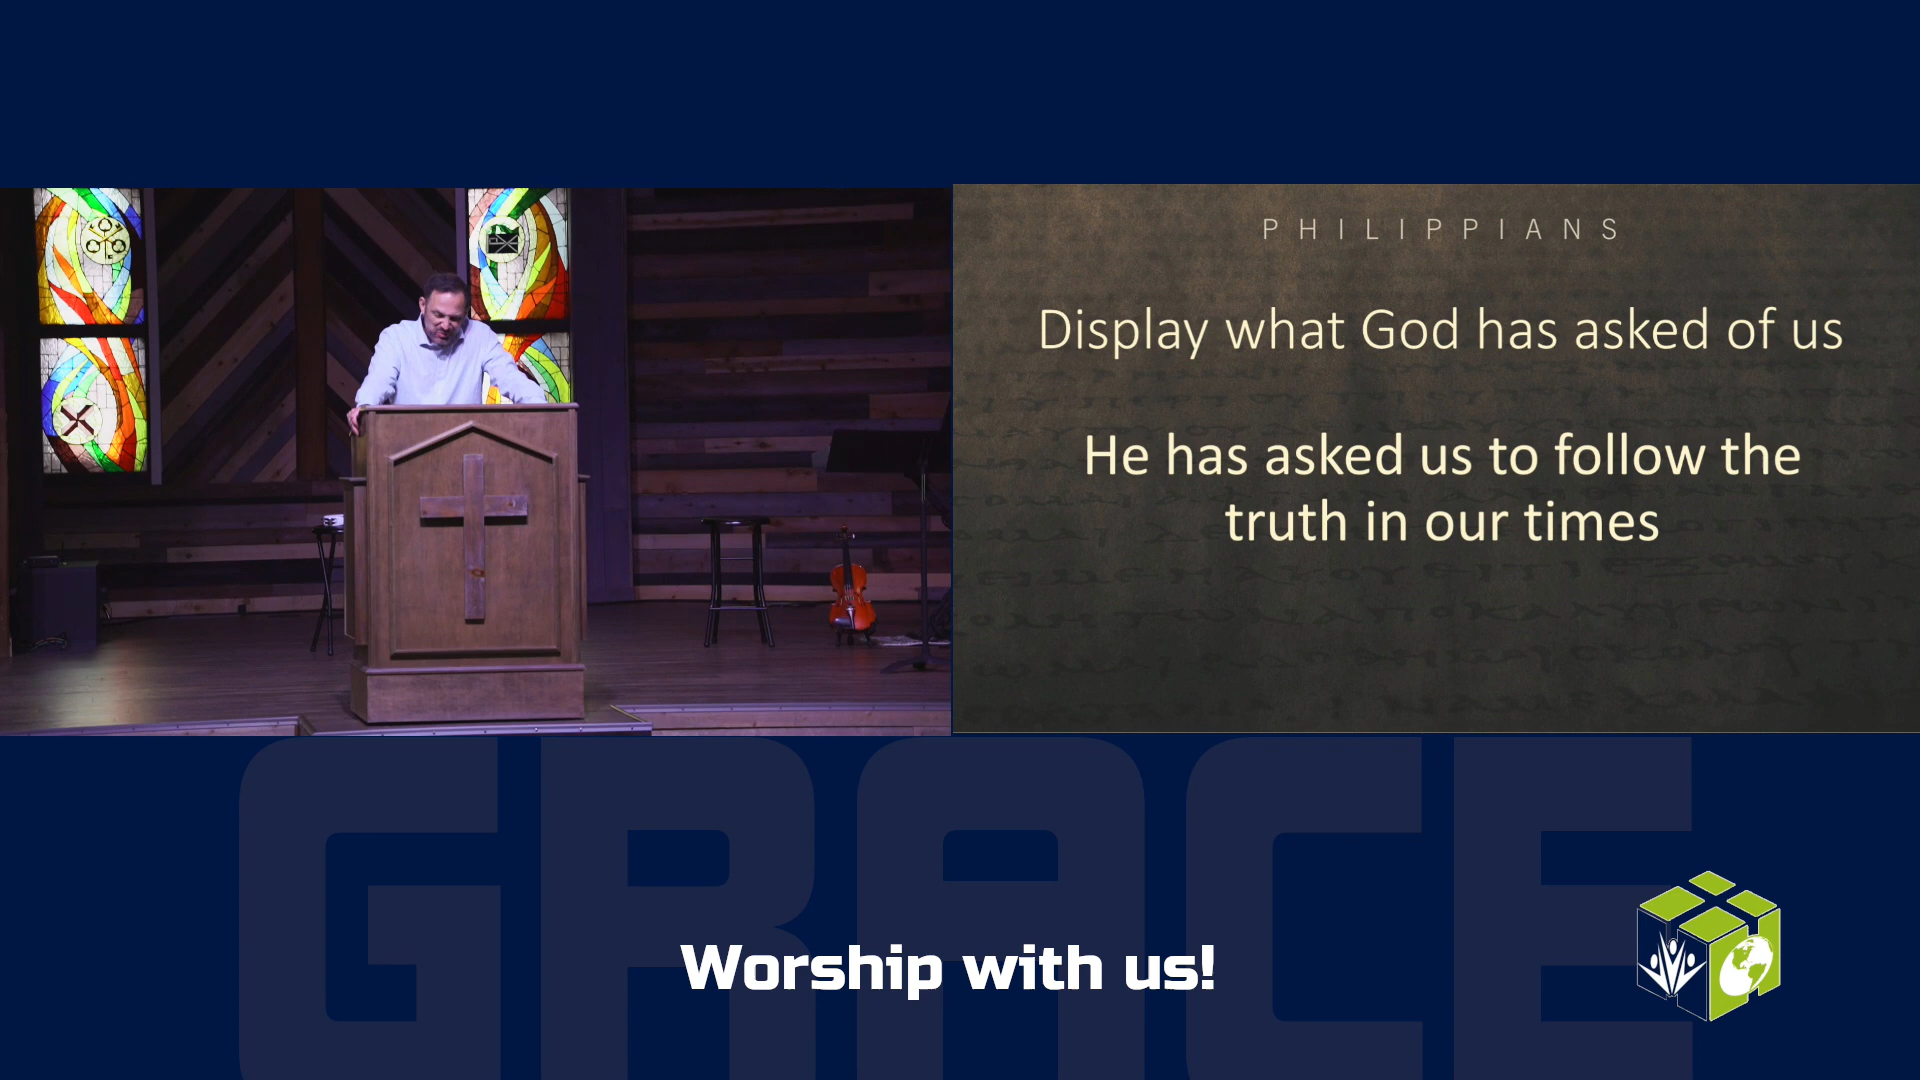 PHILIPPIANS
Display what God has asked of us
He has asked us to follow the
truth in our times
GRACE
Worship with us!